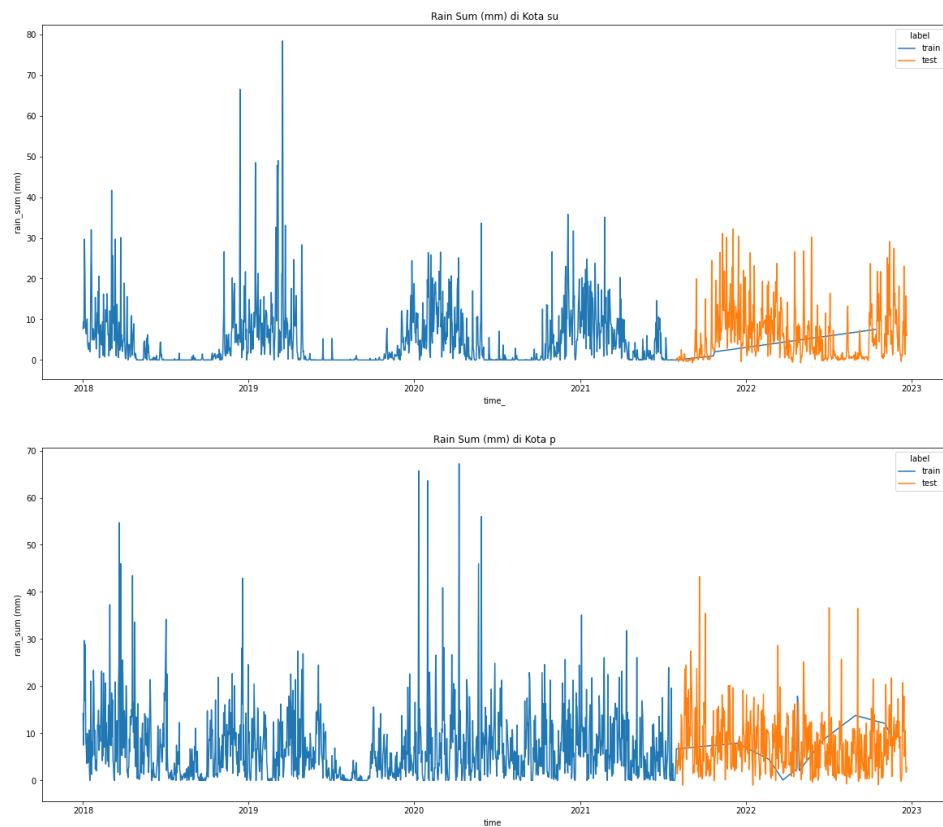 Rain Sum (mm) di Kota su
label
train
test
80
70
60
50
40
30
20
10
0
rain_sum (mm)
2018
2019
2020
2021
2022
2023
time_
Rain Sum (mm) di Kota p
label
train
test
70
60
50
40
30
20
10
0
rain_sum (mm)
2018
2019
2020
2021
2022
2023
time